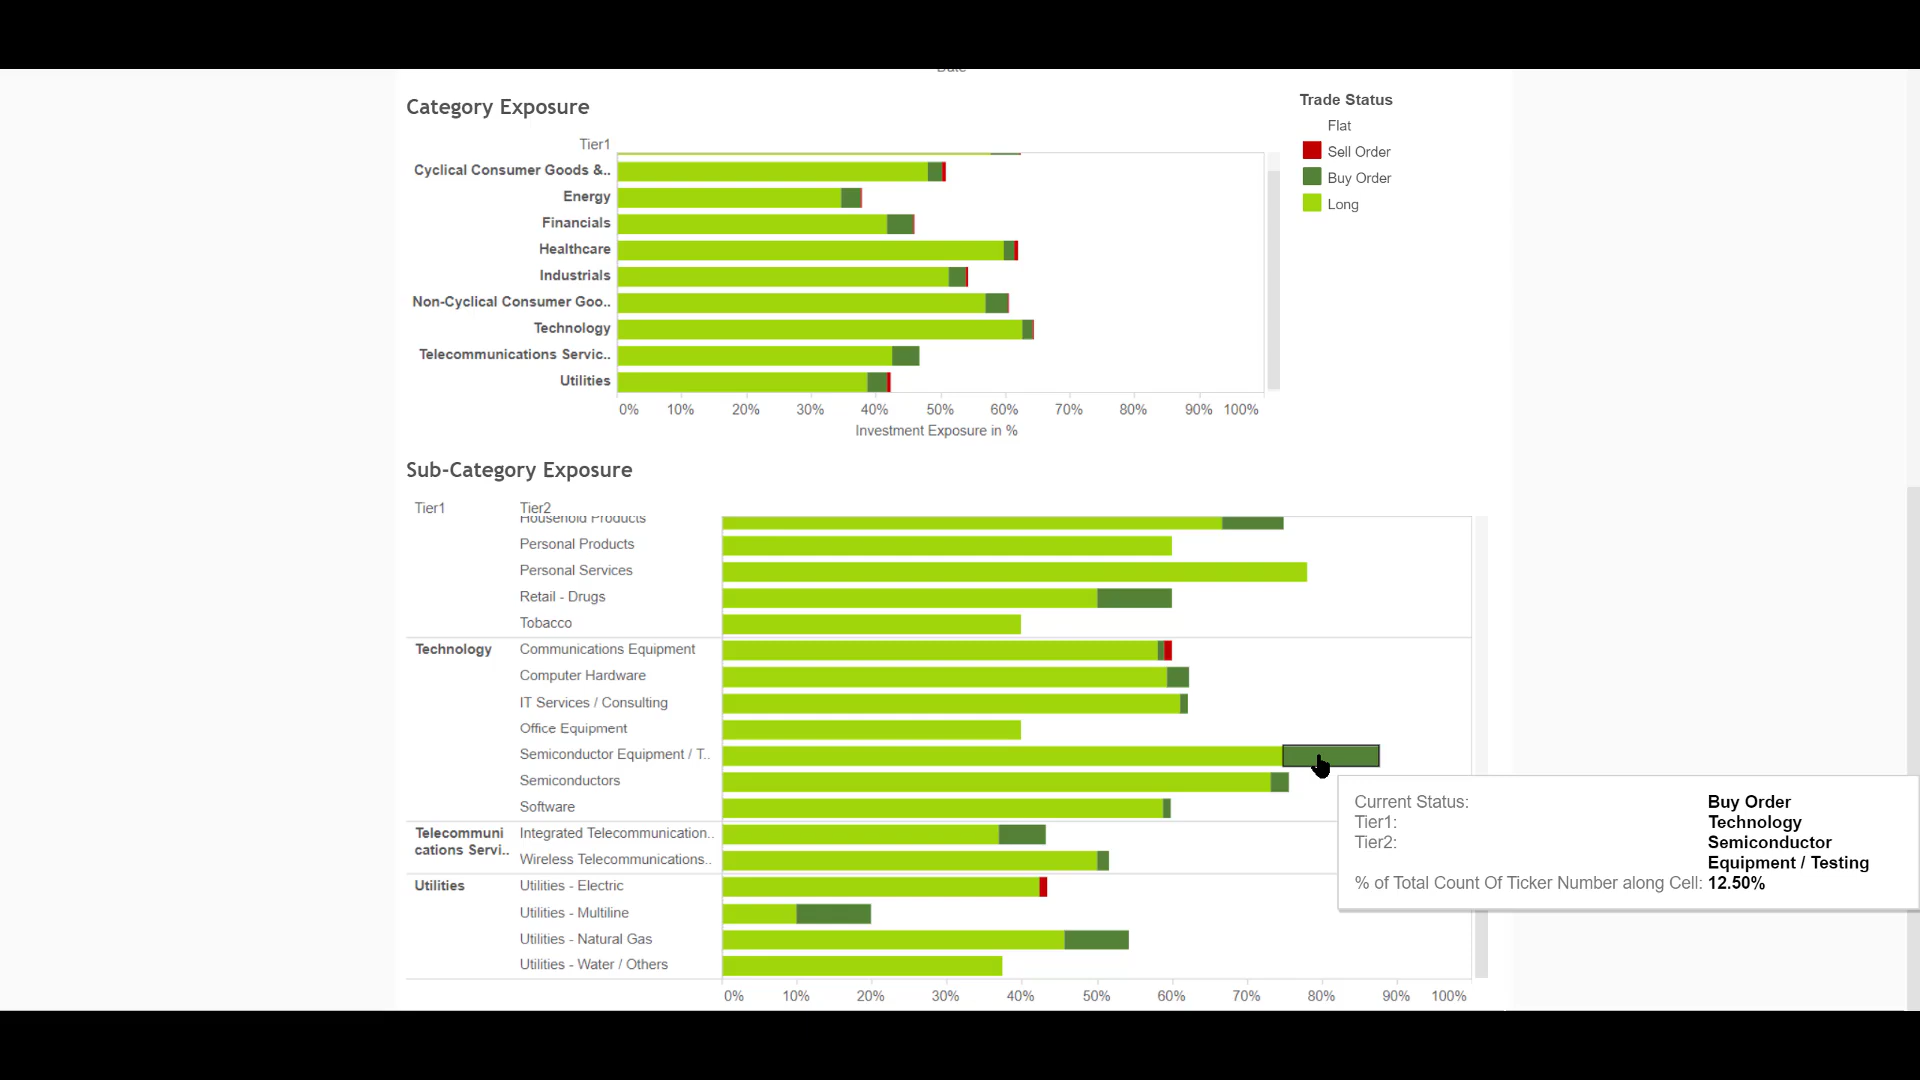 Date
Category Exposure
Trade Status
Flat
Sell Order
Buy Order
Long
Tier1
Cyclical Consumer Goods &..
Energy
Financials
Healthcare
Industrials
Non-Cyclical Consumer Goo..
Technology
Telecommunications Servic..
Utilities
0% 10% 20% 30% 40% 50% 60% 70% 80% 90% 100%
Investment Exposure in %
Sub-Category Exposure
Tier1 Tier2
Household Products
Personal Products
Personal Services
Retail - Drugs
Tobacco
Technology Communications Equipment
Computer Hardware
IT Services / Consulting
Office Equipment
Semiconductor Equipment / T..
Semiconductors
Software
Telecommuni
cations Servi..
Integrated Telecommunication..
Wireless Telecommunications..
Utilities Utilities - Electric
Utilities - Multiline
Utilities - Natural Gas
Utilities - Water / Others
0% 10% 20% 30% 40% 50% 60% 70% 80% 90% 100%
Current Status: Buy Order
Tier1: Technology
Tier2: Semiconductor
Equipment / Testing
% of Total Count Of Ticker Number along Cell: 12.50%